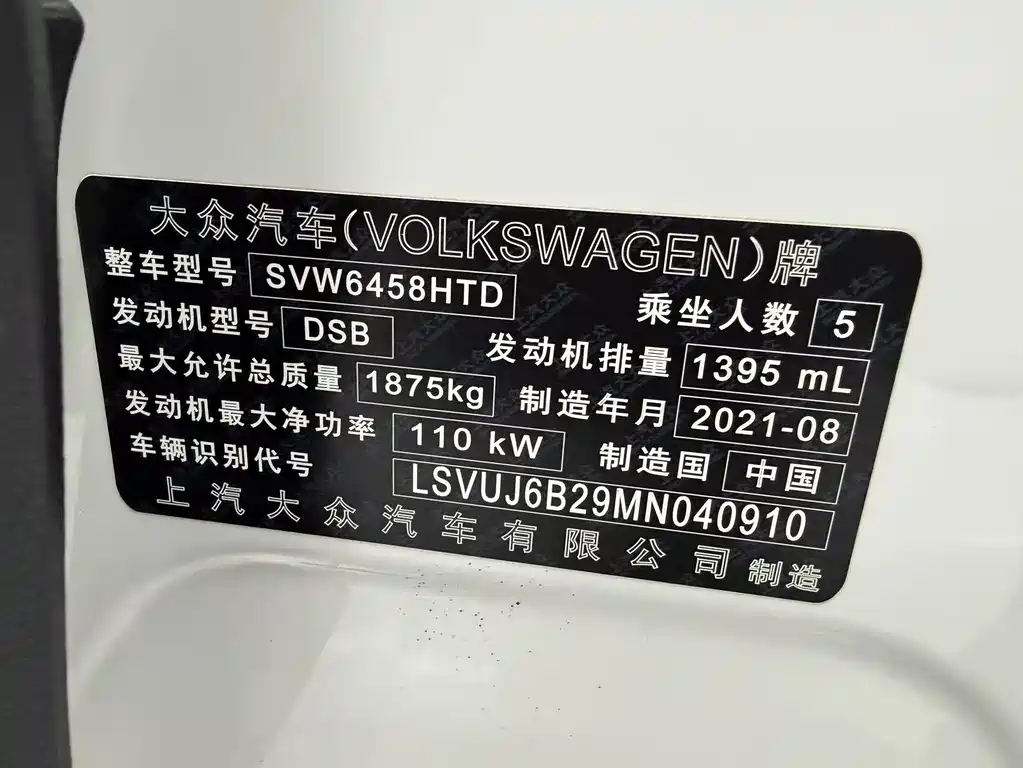 大众汽车(VOLKSWAGEN)牌
整车型号 SVW6458HTD 乘坐人数 5
发动机型号 DSB 发动机排量 1395 mL
最大允许总质量 1875kg 制造年月 2021-08
发动机最大净功率 110 kW 制造国 中国
车辆识别代号 LSVUJ6B29MN040910
上汽大众汽车有限公司 制造